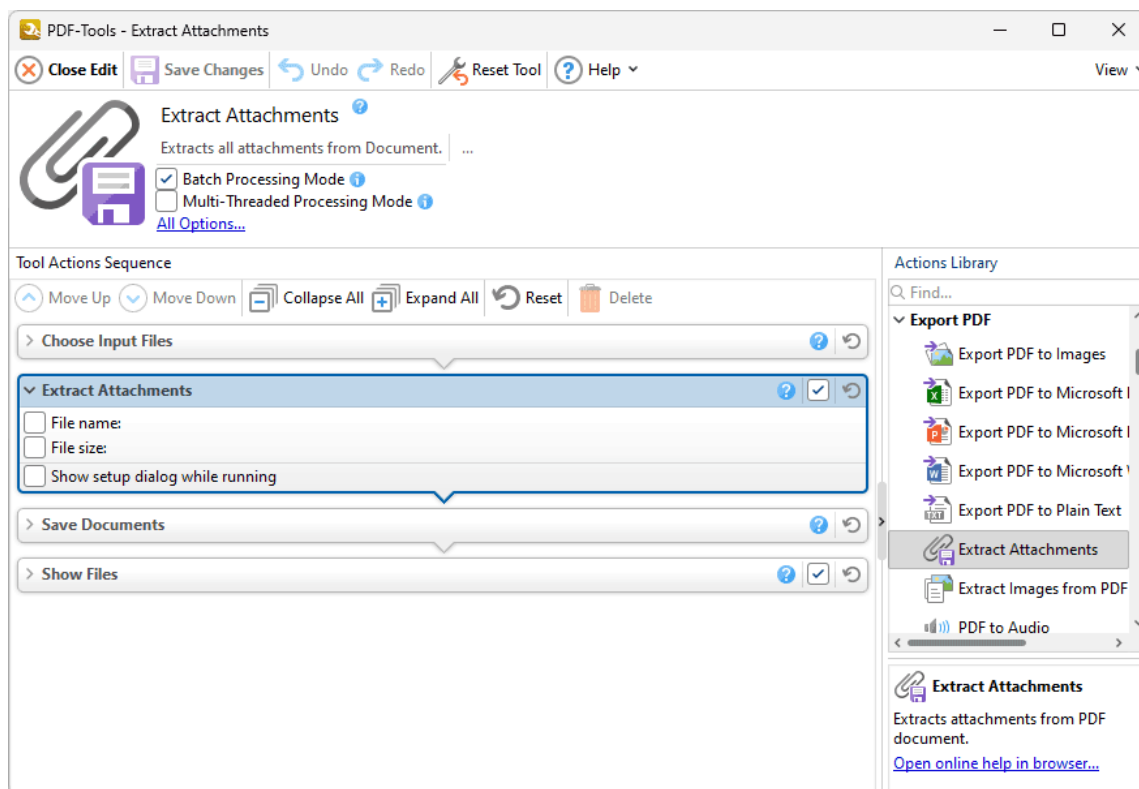 PDF-Tools - Extract Attachments
Close Edit Save Changes Undo Redo Reset Tool ? Help View
Extract Attachments ?
Extracts all attachments from Document. ...
Batch Processing Mode i
Multi-Threaded Processing Mode i
All Options...
Tool Actions Sequence
Move Up Move Down Collapse All Expand All Reset Delete
Choose Input Files ?
Extract Attachments ?
File name:
File size:
Show setup dialog while running
Save Documents ?
Show Files ?
Actions Library
Find...
Export PDF
Export PDF to Images
Export PDF to Microsoft
Export PDF to Microsoft
Export PDF to Microsoft
Export PDF to Plain Text
Extract Attachments
Extract Images from PDF
PDF to Audio
Extract Attachments
Extracts attachments from PDF
document.
Open online help in browser...